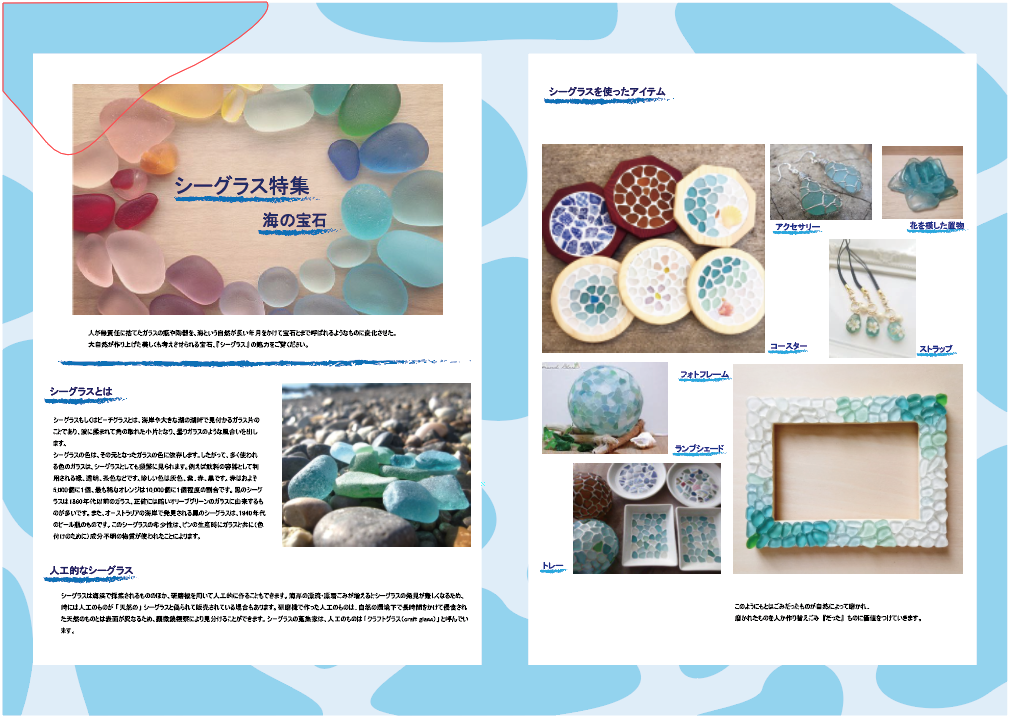 シーグラス特集
海の宝石
人が無責任に捨てたガラスの瓶や陶器を、海という自然が長い年月をかけて宝石とまで呼ばれるようなものに変化させた。
大自然が作り上げた美しくも考えさせられる宝石、『シーグラス』の魅力をご覧ください。
シーグラスとは
シーグラスもしくはビーチグラスとは、海岸や大きな湖の湖畔で見付かるガラス片の
ことであり、波に揉まれて角の取れた小片となり、曇りガラスのような風合いを出し
ます。
シーグラスの色は、その元となったガラスの色に依存します。したがって、多く使われ
る色のガラスは、シーグラスとしても頻繁に見られます。例えば飲料の容器として利
用される緑、透明、茶色などです。珍しい色は灰色、紫、赤、黒です。赤はおよそ
5,000個に1個、最も稀なオレンジは10,000個に1個程度の割合です。黒のシーグ
ラスは1860年代以前のガラス、正確には暗いオリーブグリーンのガラスに由来するも
のが多いです。また、オーストラリアの海岸で発見される黒のシーグラスは、1940年代
のビール瓶のものです。このシーグラスの希少性は、ビンの生産時にガラスと共に（色
付けのために）成分不明の物質が使われたことによります。
人工的なシーグラス
シーグラスは海浜で採集されるもののほか、研磨機を用いて人工的に作ることもできます。海岸の漂流・漂着ごみが増えるとシーグラスの発見が難しくなるため、
時には人工のものが「天然の」シーグラスと偽られて販売されている場合もあります。研磨機で作った人工のものは、自然の環境下で長時間をかけて侵食され
た天然のものとは表面が異なるため、顕微鏡観察により見分けることができます。シーグラスの蒐集家は、人工のものは「クラフトグラス（craft glass）」と呼んでい
ます。
シーグラスを使ったアイテム
アクセサリー
花を模した置物
コースター
ストラップ
フォトフレーム
ランプシェード
トレー
このようにもとはごみだったものが自然によって磨かれ、
磨かれたものを人が作り替えごみ『だった』ものに価値をつけていきます。